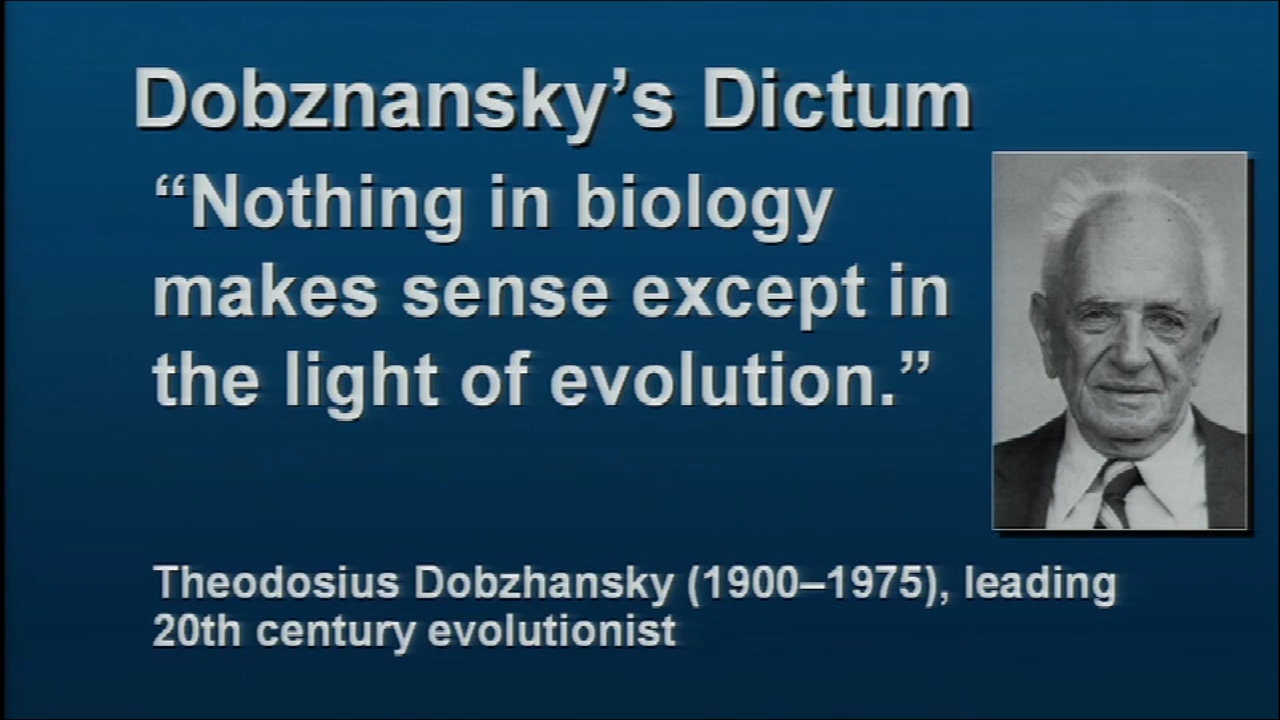 Dobznansky’s Dictum
“Nothing in biology
makes sense except in
the light of evolution.”
Theodosius Dobzhansky (1900–1975), leading
20th century evolutionist